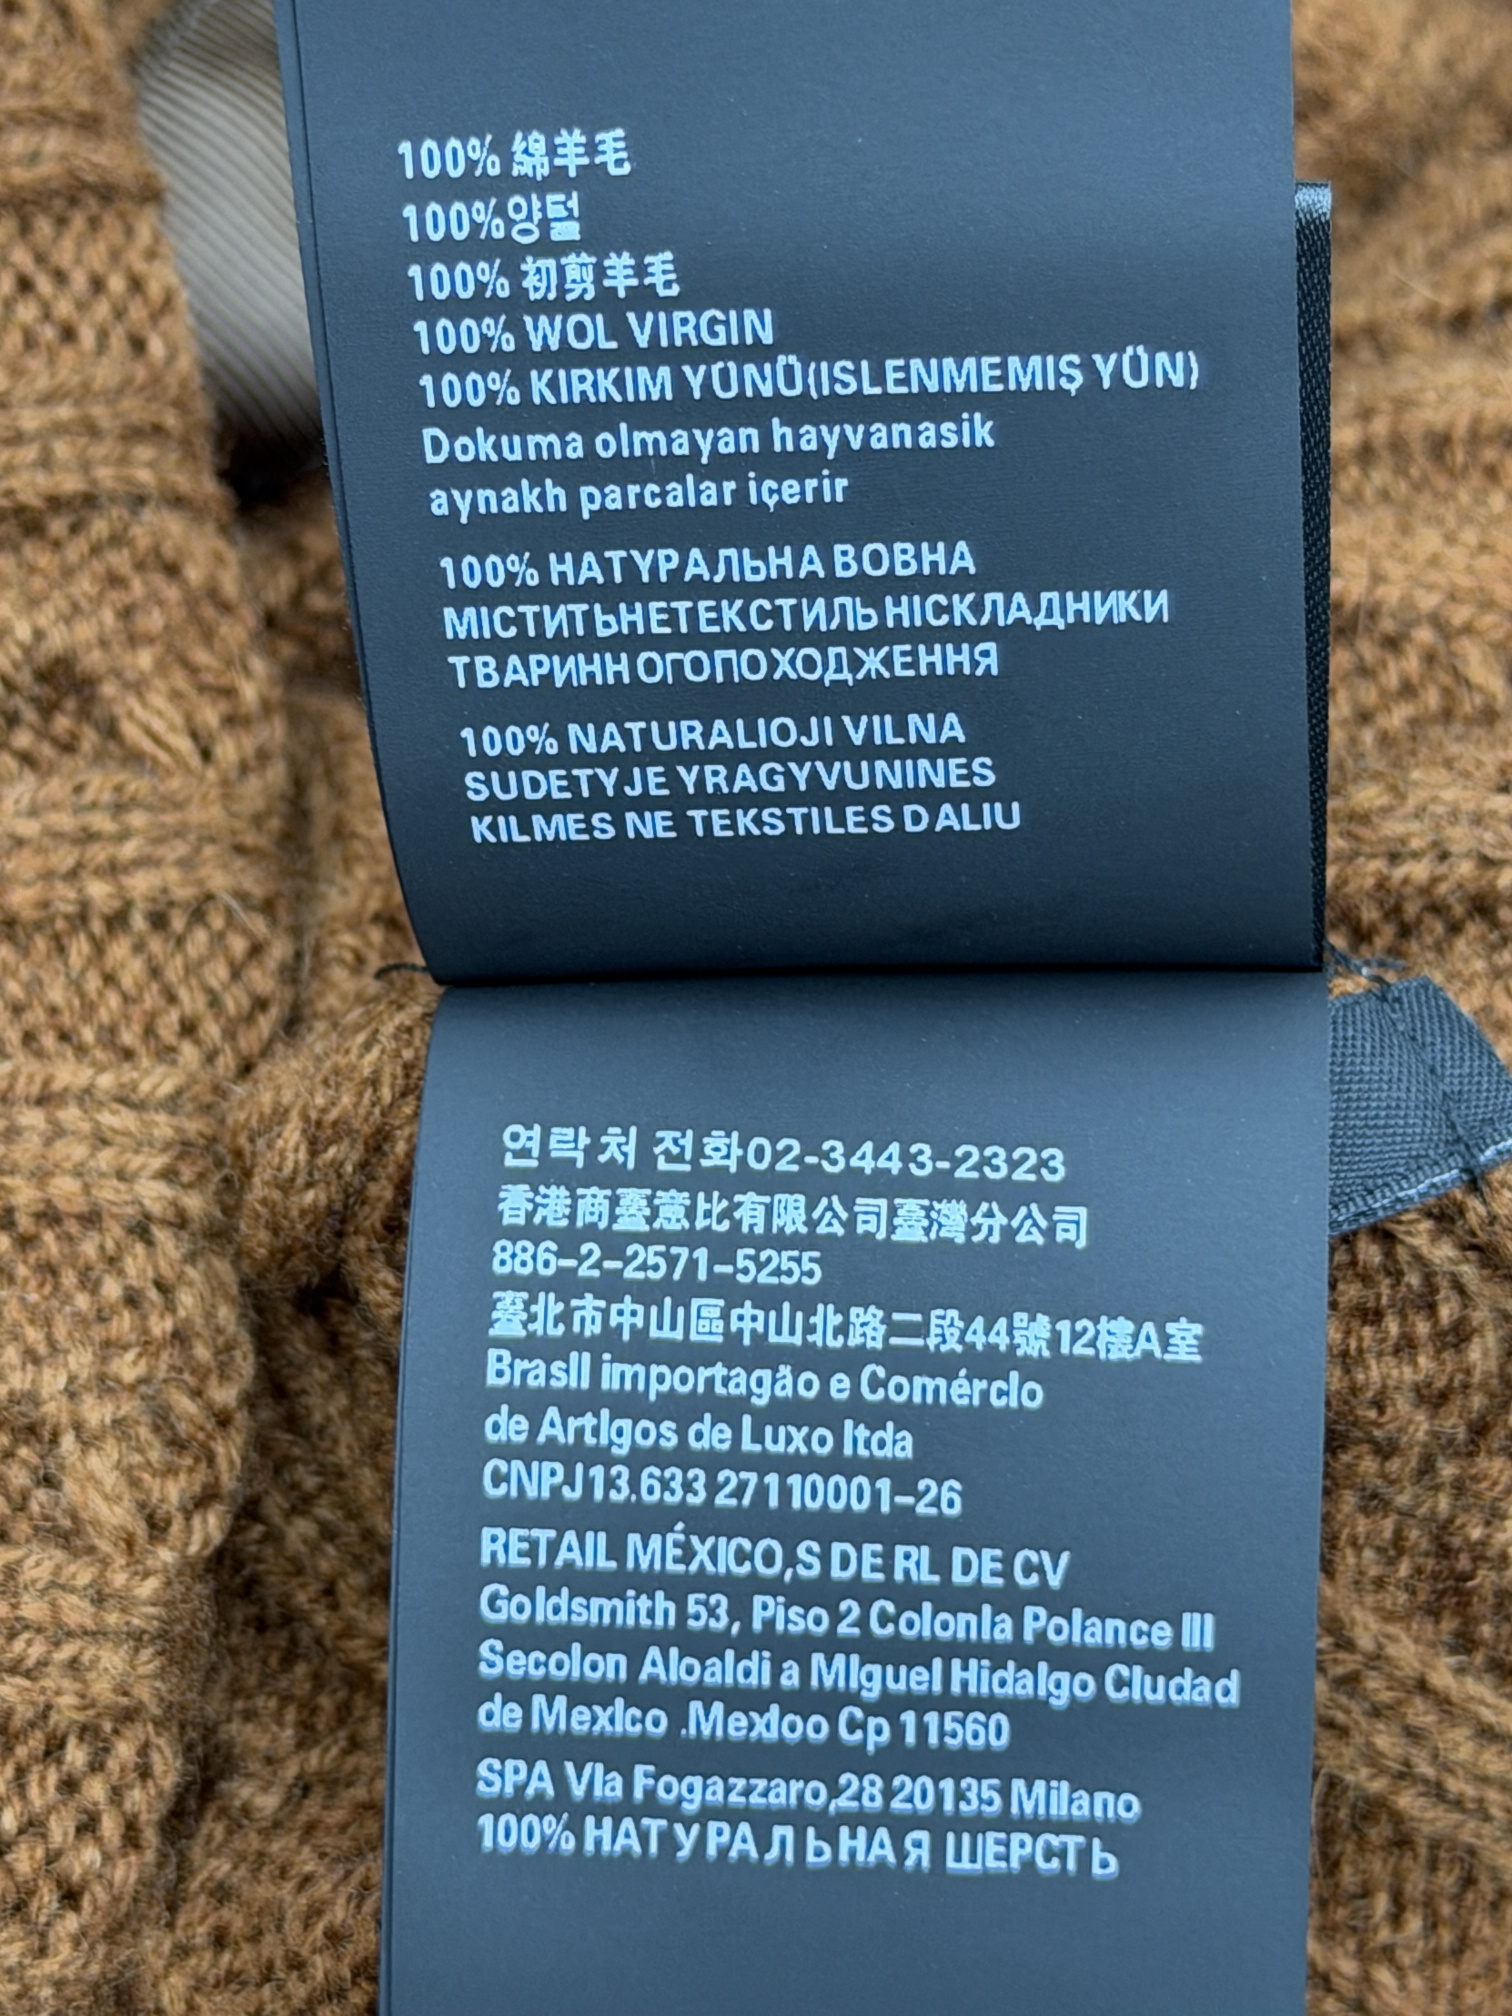 100% 綿羊毛
100%양털
100% 初剪羊毛
100% WOL VIRGIN
100% KIRKIM YÜNÜ(ISLENMEMIŞ YÜN)
Dokuma olmayan hayvanasik
aynakh parcalar içerir
100% НАТУРАЛЬНА ВОВНА
МІСТИТЬНЕТЕКСТИЛЬНІСКЛАДНИКИ
ТВАРИННОГОПОХОДЖЕННЯ
100% NATURALIOJI VILNA
SUDETYJE YRAGYVUNINES
KILMES NE TEKSTILES DALIU
연락처 전화02-3443-2323
香港商臺意比有限公司臺灣分公司
886-2-2571-5255
臺北市中山區中山北路二段44號12樓A室
Brasll importagão e Comérclo
de Artlgos de Luxo ltda
CNPJ13.633 27110001-26
RETAIL MÉXICO,S DE RL DE CV
Goldsmith 53, Piso 2 Colonla Polance III
Secolon Aloaldi a Mlguel Hidalgo Cludad
de Mexlco .Mexloo Cp 11560
SPA Vla Fogazzaro,28 20135 Milano
100% НАТУРАЛЬНАЯ ШЕРСТЬ